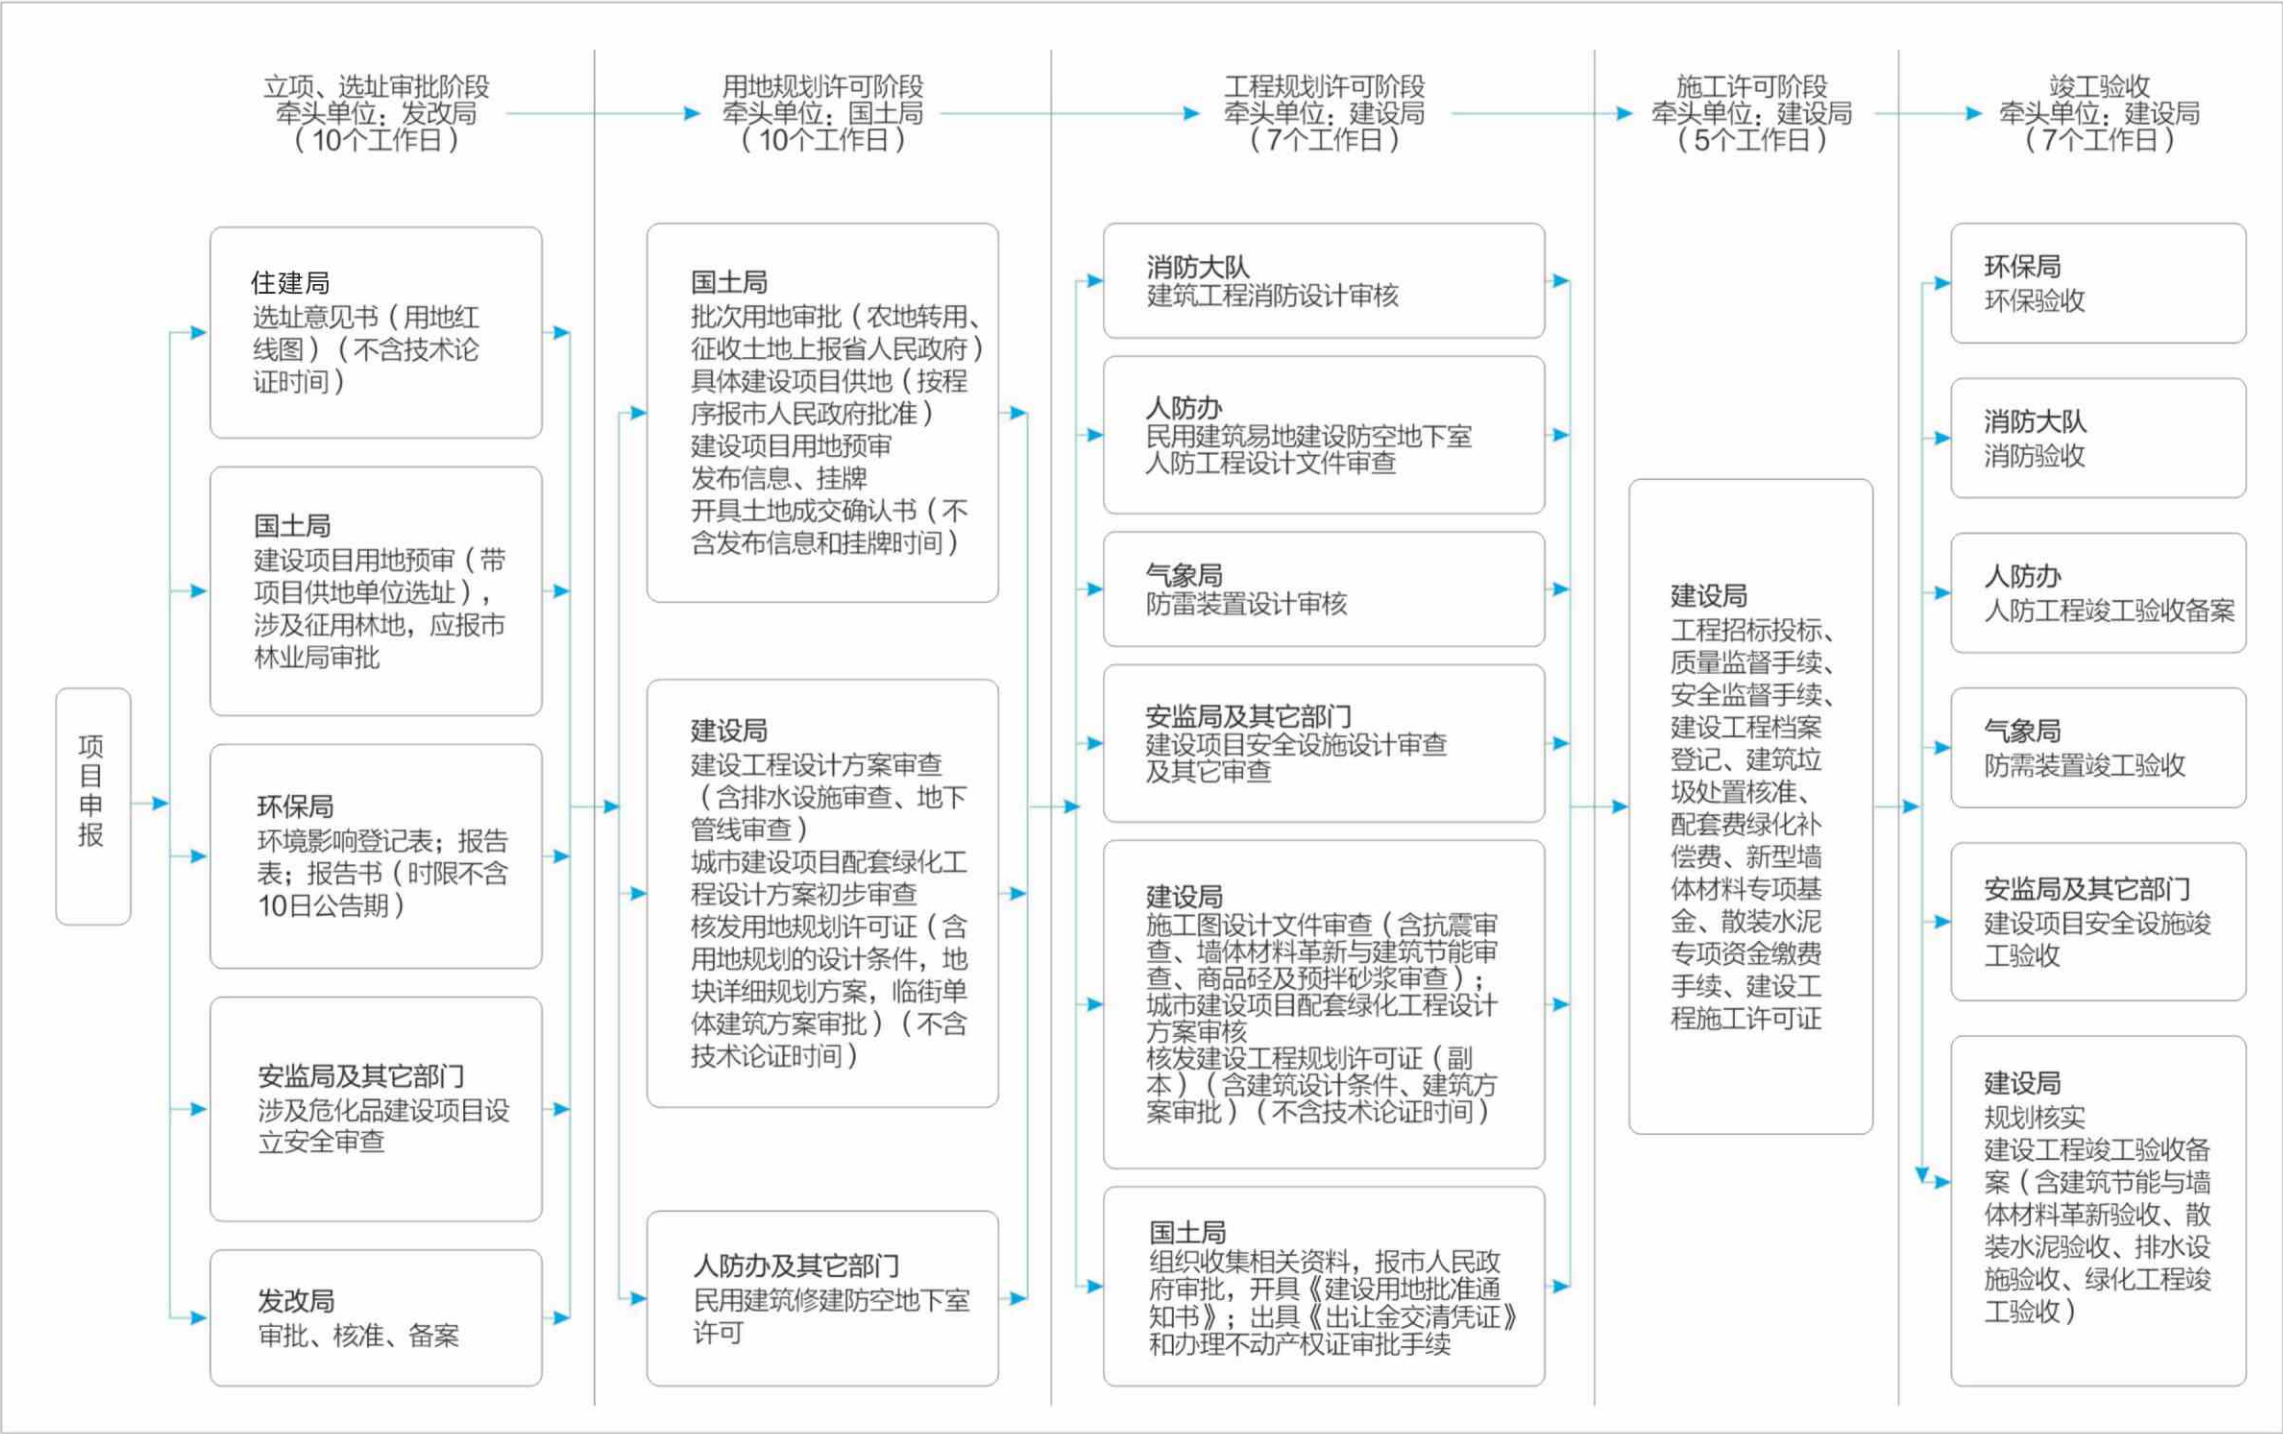 立项、选址审批阶段
牵头单位：发改局
（10个工作日）
用地规划许可阶段
牵头单位：国土局
（10个工作日）
工程规划许可阶段
牵头单位：建设局
（7个工作日）
施工许可阶段
牵头单位：建设局
（5个工作日）
竣工验收
牵头单位：建设局
（7个工作日）
项
目
申
报
住建局
选址意见书（用地红
线图）（不含技术论
证时间）
国土局
建设项目用地预审（带
项目供地单位选址），
涉及征用林地，应报市
林业局审批
环保局
环境影响登记表；报告
表；报告书（时限不含
10日公告期）
安监局及其它部门
涉及危化品建设项目设
立安全审查
发改局
审批、核准、备案
国土局
批次用地审批（农地转用、
征收土地上报省人民政府）
具体建设项目供地（按程
序报市人民政府批准）
建设项目用地预审
发布信息、挂牌
开具土地成交确认书（不
含发布信息和挂牌时间）
建设局
建设工程设计方案审查
（含排水设施审查、地下
管线审查）
城市建设项目配套绿化工
程设计方案初步审查
核发用地规划许可证（含
用地规划的设计条件，地
块详细规划方案，临街单
体建筑方案审批）（不含
技术论证时间）
人防办及其它部门
民用建筑修建防空地下室
许可
消防大队
建筑工程消防设计审核
人防办
民用建筑易地建设防空地下室
人防工程设计文件审查
气象局
防雷装置设计审核
安监局及其它部门
建设项目安全设施设计审查
及其它审查
建设局
施工图设计文件审查（含抗震审
查、墙体材料革新与建筑节能审
查、商品砼及预拌砂浆审查）；
城市建设项目配套绿化工程设计
方案审核
核发建设工程规划许可证（副
本）（含建筑设计条件、建筑方
案审批）（不含技术论证时间）
国土局
组织收集相关资料，报市人民政
府审批，开具《建设用地批准通
知书》；出具《出让金交清凭证》
和办理不动产权证审批手续
建设局
工程招标投标、
质量监督手续、
安全监督手续、
建设工程档案
登记、建筑垃
圾处置核准、
配套费绿化补
偿费、新型墙
体材料专项基
金、散装水泥
专项资金缴费
手续、建设工
程施工许可证
环保局
环保验收
消防大队
消防验收
人防办
人防工程竣工验收备案
气象局
防需装置竣工验收
安监局及其它部门
建设项目安全设施竣
工验收
建设局
规划核实
建设工程竣工验收备
案（含建筑节能与墙
体材料革新验收、散
装水泥验收、排水设
施验收、绿化工程竣
工验收）